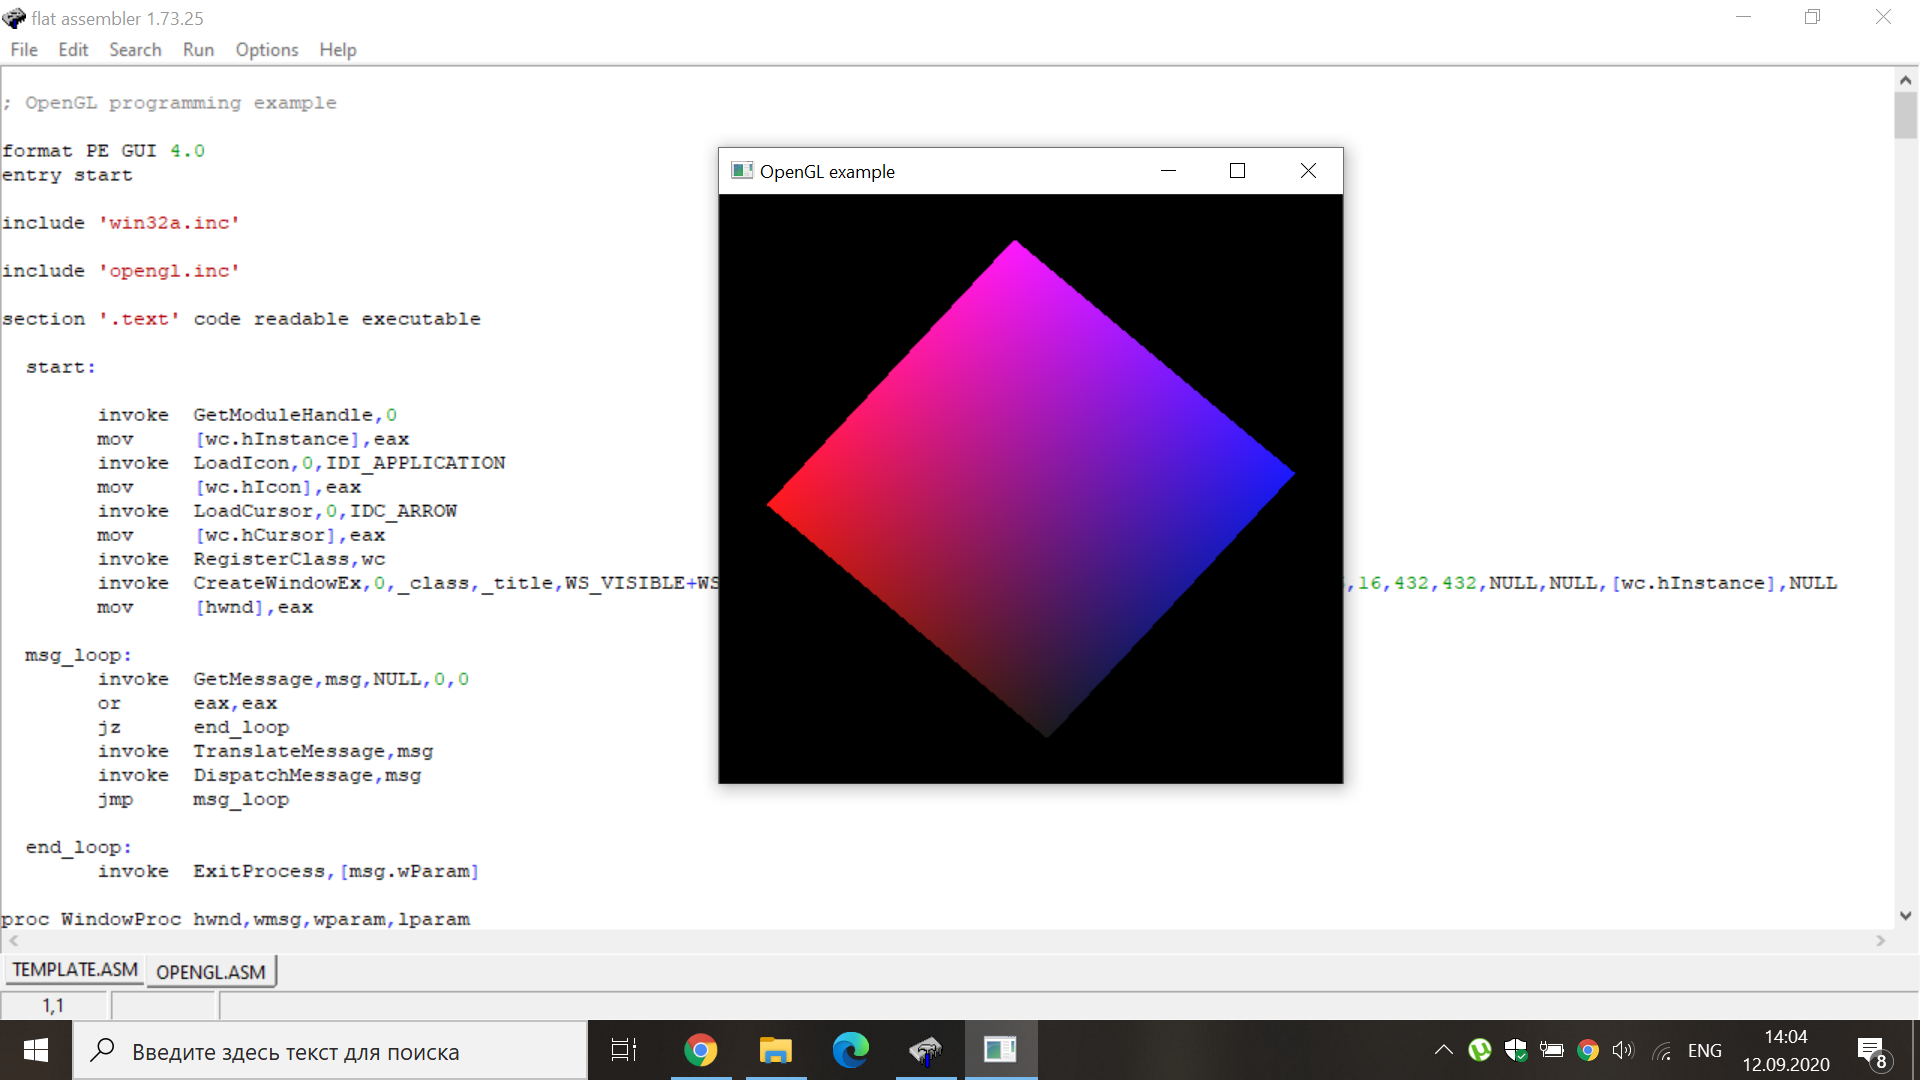 flat assembler 1.73.25
File Edit Search Run Options Help
; OpenGL programming example
format PE GUI 4.0
entry start
include 'win32a.inc'
include 'opengl.inc'
section '.text' code readable executable
start:
invoke GetModuleHandle,0
mov [wc.hInstance],eax
invoke LoadIcon,0,IDI_APPLICATION
mov [wc.hIcon],eax
invoke LoadCursor,0,IDC_ARROW
mov [wc.hCursor],eax
invoke RegisterClass,wc
invoke CreateWindowEx,0,_class,_title,WS_VISIBLE+WS ,16,432,432,NULL,NULL,[wc.hInstance],NULL
mov [hwnd],eax
msg_loop:
invoke GetMessage,msg,NULL,0,0
or eax,eax
jz end_loop
invoke TranslateMessage,msg
invoke DispatchMessage,msg
jmp msg_loop
end_loop:
invoke ExitProcess,[msg.wParam]
proc WindowProc hwnd,wmsg,wparam,lparam
OpenGL example
TEMPLATE.ASM OPENGL.ASM
1,1
Введите здесь текст для поиска
ENG
14:04
12.09.2020
8